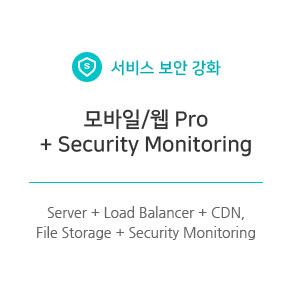 S
서비스 보안 강화
모바일/웹 Pro
+ Security Monitoring
Server + Load Balancer + CDN,
File Storage + Security Monitoring